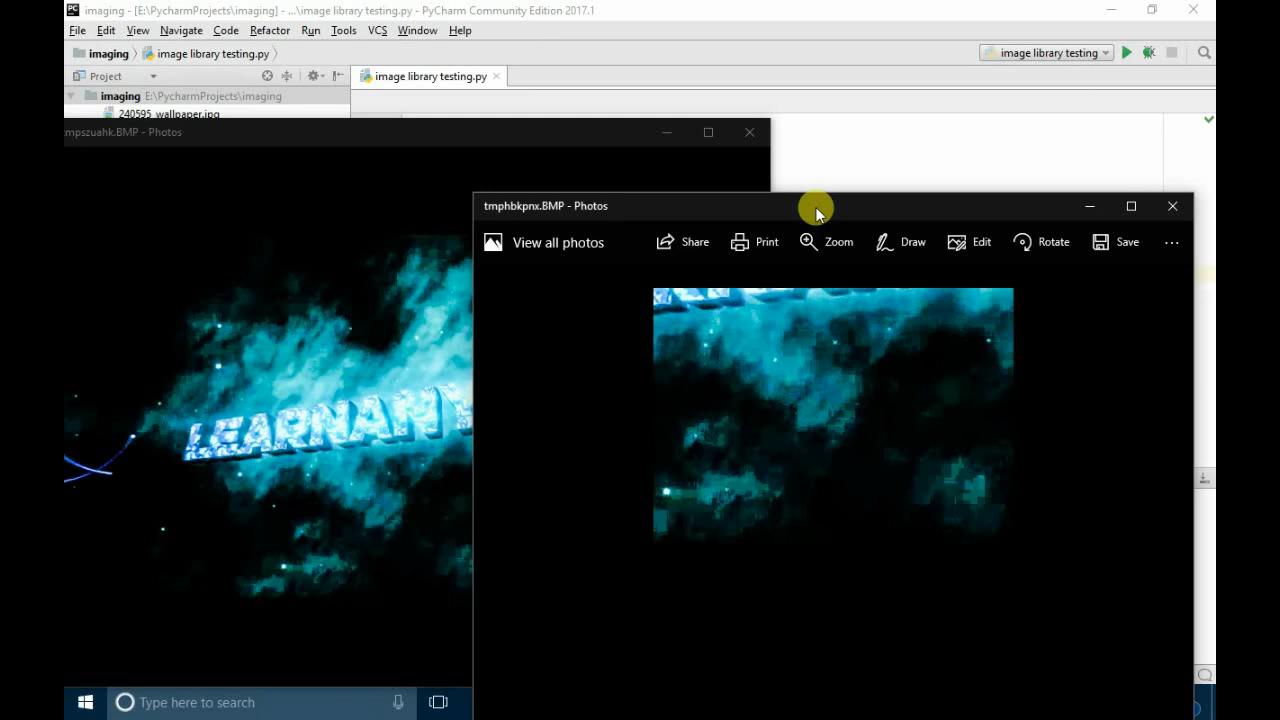 imaging - [E:\PycharmProjects\imaging] - ...\image library testing.py - PyCharm Community Edition 2017.1
File Edit View Navigate Code Refactor Run Tools VCS Window Help
imaging image library testing.py image library testing
Project image library testing.py
imaging E:\PycharmProjects\imaging
240595_wallpaper.jpg
tmpszuahk.BMP - Photos
tmphbkpnx.BMP - Photos
View all photos Share Print Zoom Draw Edit Rotate Save ...
LEARNANY
Type here to search